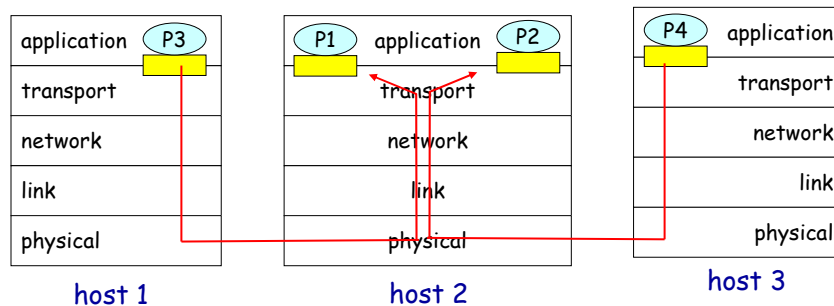 application P3
transport
network
link
physical
host 1
P1 application P2
transport
network
link
physical
host 2
P4 application
transport
network
link
physical
host 3